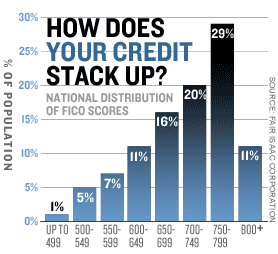 HOW DOES
YOUR CREDIT
STACK UP?
NATIONAL DISTRIBUTION
OF FICO SCORES
% OF POPULATION
30%
25%
20%
15%
10%
5%
0%
1%
5%
7%
11%
16%
20%
29%
11%
UP TO 499
500-549
550-599
600-649
650-699
700-749
750-799
800+
SOURCE: FAIR ISAAC CORPORATION